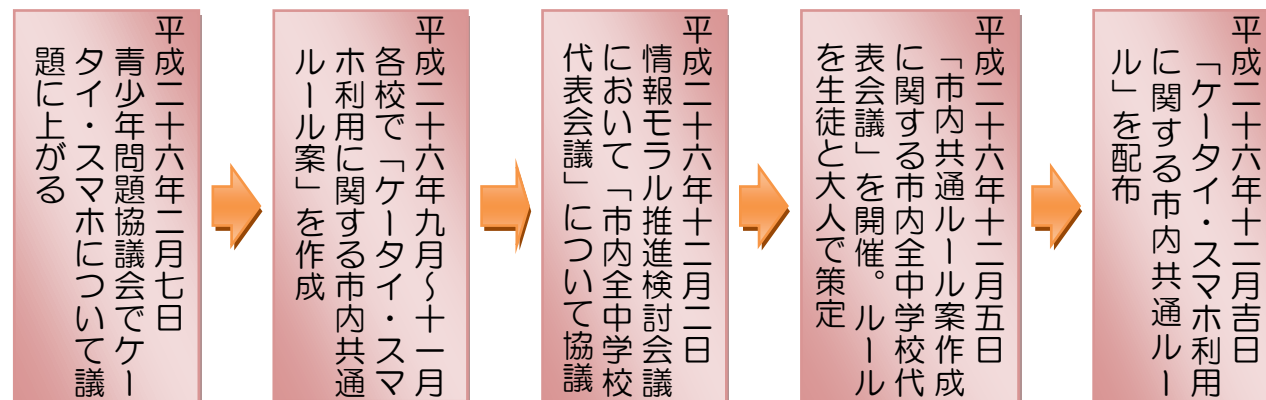 平成二十六年二月七日
青少年問題協議会でケー
タイ・スマホについて議
題に上がる
平成二十六年九月～十一月
各校で「ケータイ・スマ
ホ利用に関する市内共通
ルール案」を作成
平成二十六年十二月二日
情報モラル推進検討会議
において「市内全中学校
代表会議」について協議
平成二十六年十二月五日
「市内共通ルール案作成
に関する市内全中学校代
表会議」を開催。ルール
を生徒と大人で策定
平成二十六年十二月吉日
「ケータイ・スマホ利用
に関する市内共通ルー
ル」を配布